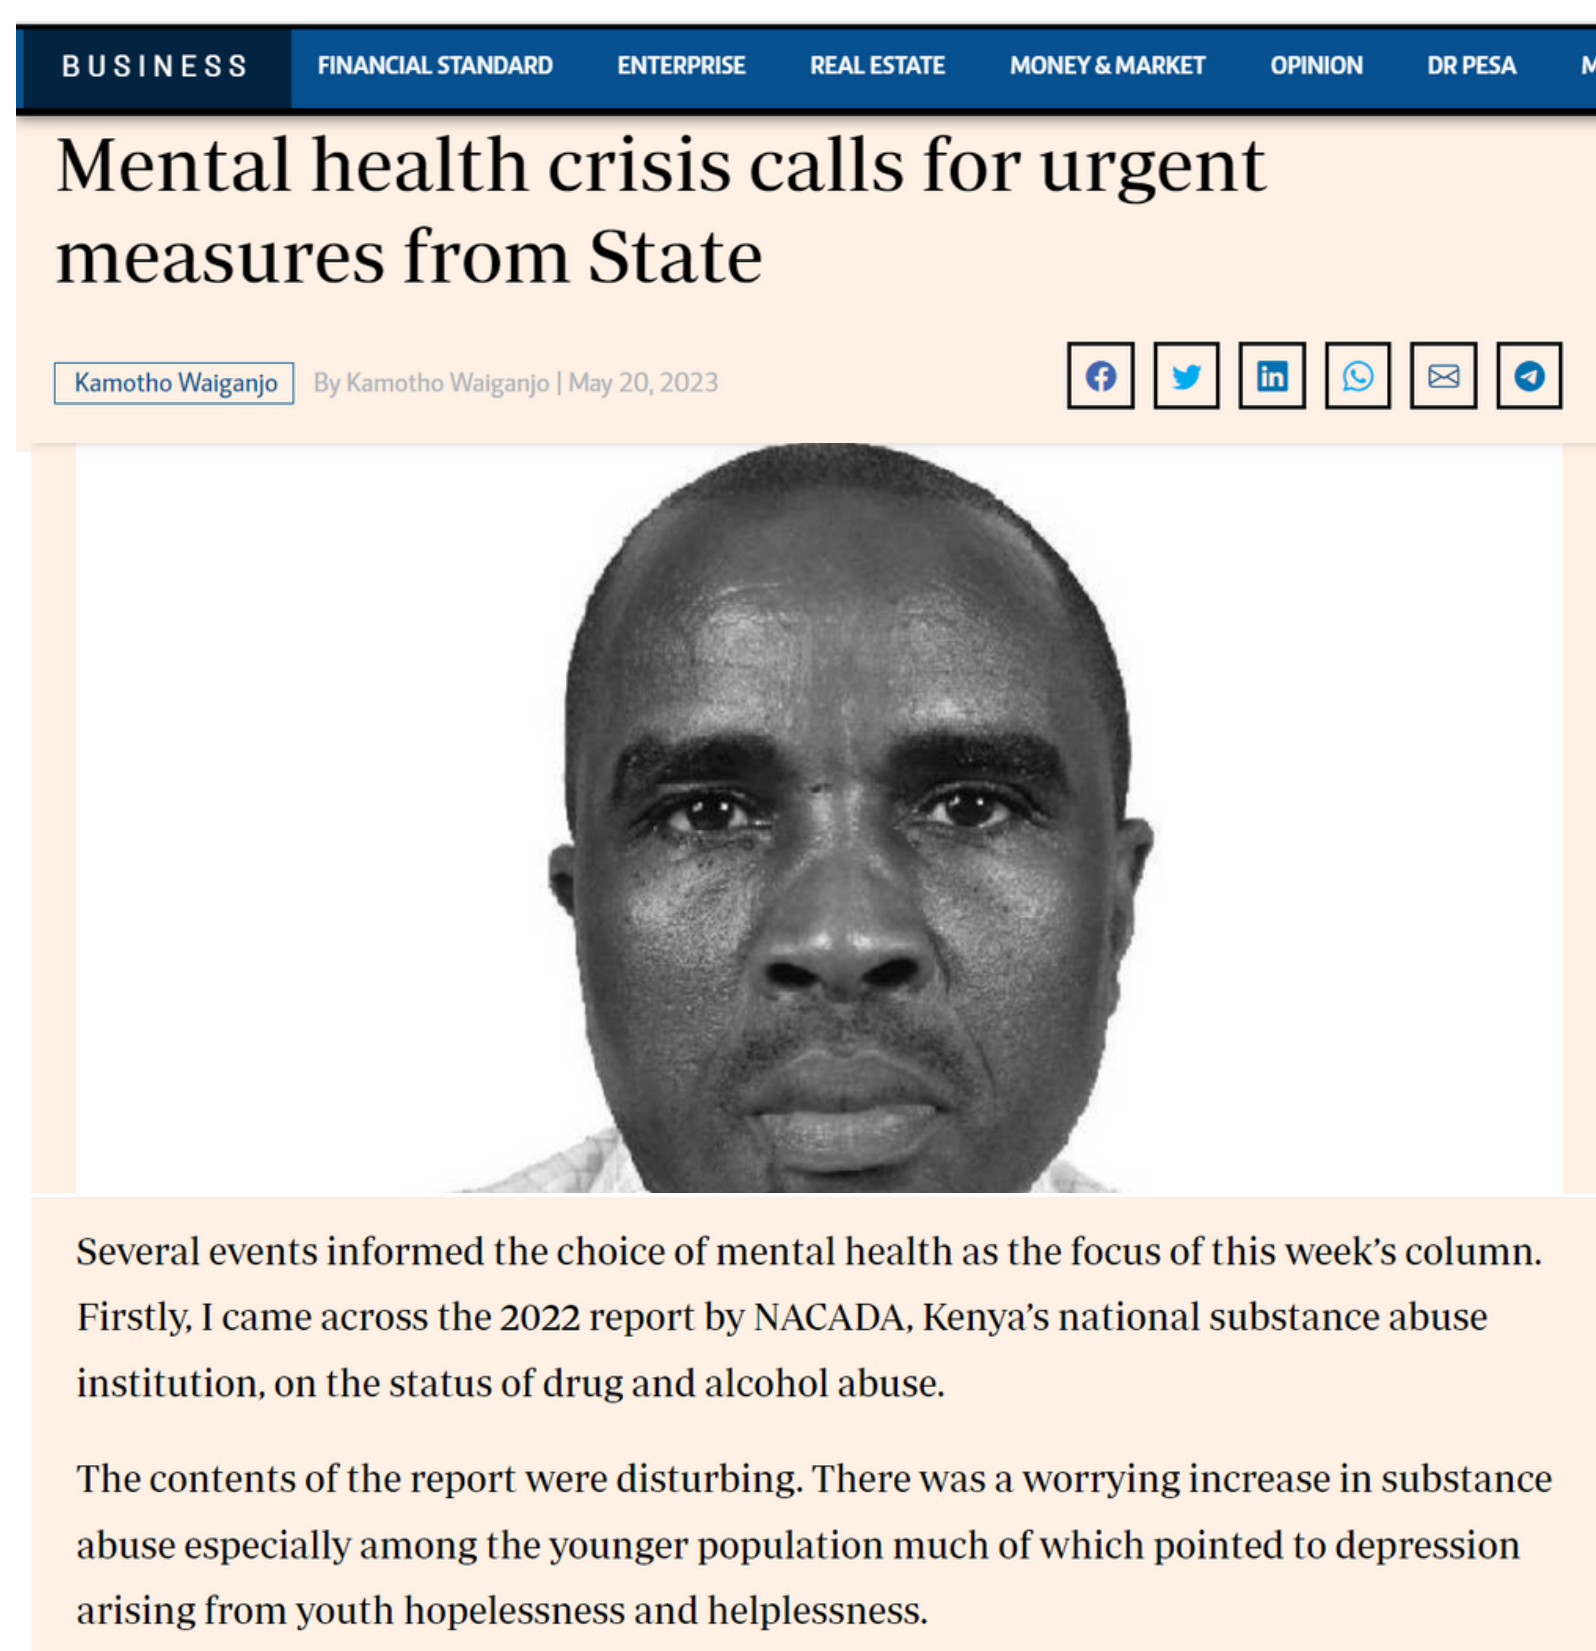 BUSINESS FINANCIAL STANDARD ENTERPRISE REAL ESTATE MONEY & MARKET OPINION DR PESA M
Mental health crisis calls for urgent
measures from State
Kamotho Waiganjo By Kamotho Waiganjo | May 20, 2023
Several events informed the choice of mental health as the focus of this week’s column.
Firstly, I came across the 2022 report by NACADA, Kenya’s national substance abuse
institution, on the status of drug and alcohol abuse.
The contents of the report were disturbing. There was a worrying increase in substance
abuse especially among the younger population much of which pointed to depression
arising from youth hopelessness and helplessness.